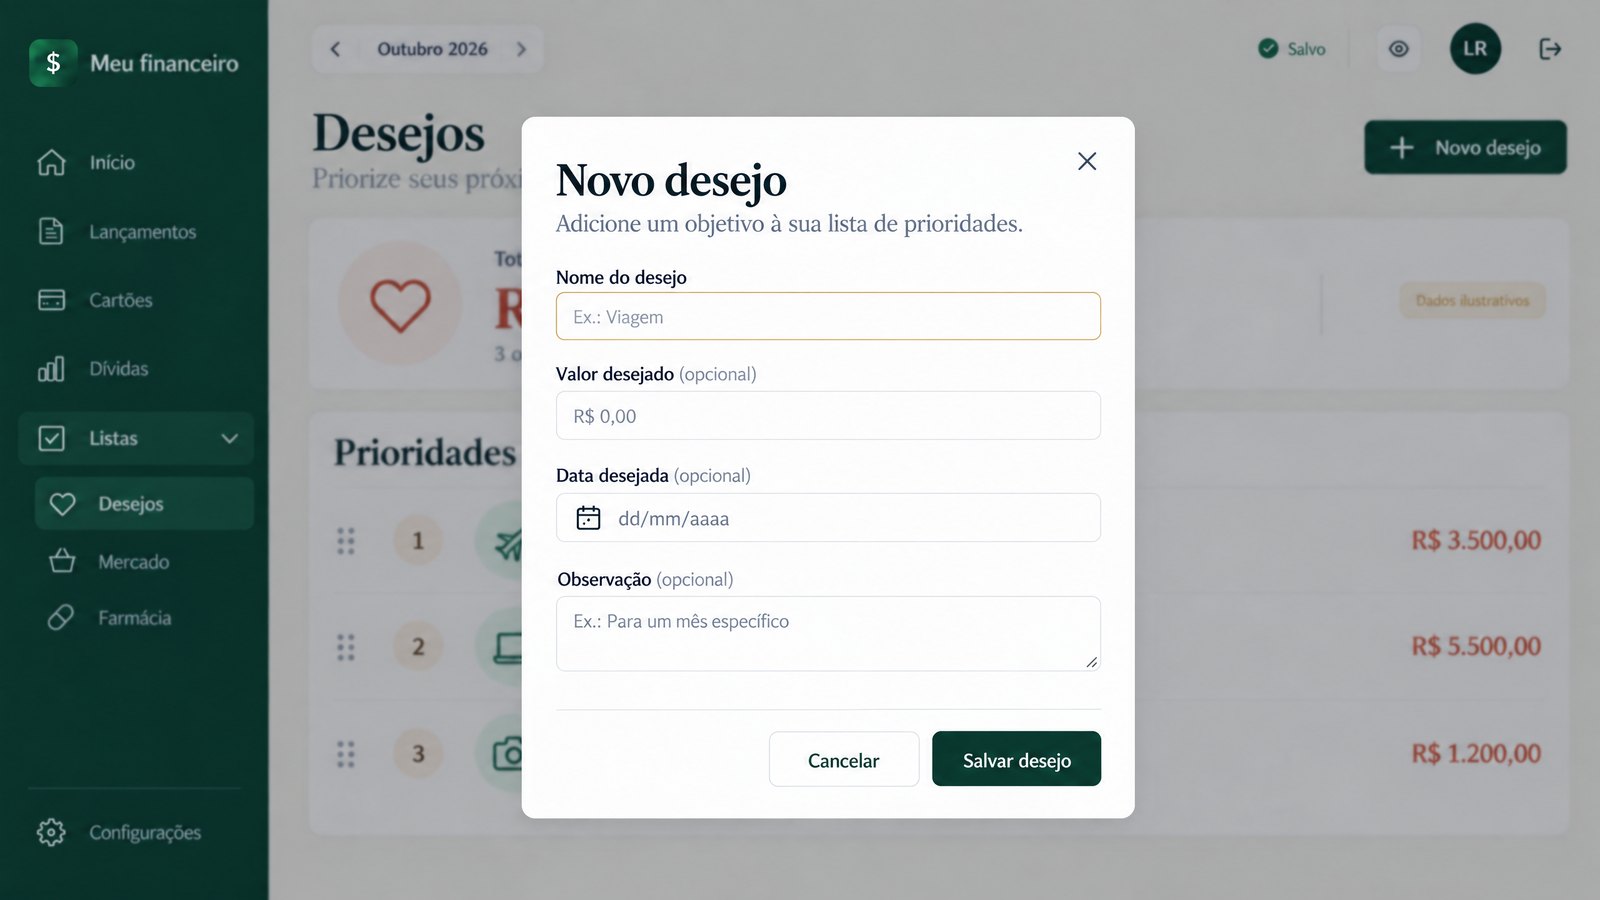 $ Meu financeiro
Início
Lançamentos
Cartões
Dívidas
Listas
Desejos
Mercado
Farmácia
Configurações
Outubro 2026
Salvo
LR
Desejos
+ Novo desejo
3
Dados ilustrativos
Prioridades
1
R$ 3.500,00
2
R$ 5.500,00
3
R$ 1.200,00
Novo desejo
Adicione um objetivo à sua lista de prioridades.
Nome do desejo
Ex.: Viagem
Valor desejado (opcional)
R$ 0,00
Data desejada (opcional)
dd/mm/aaaa
Observação (opcional)
Ex.: Para um mês específico
Cancelar
Salvar desejo
Priorize seus